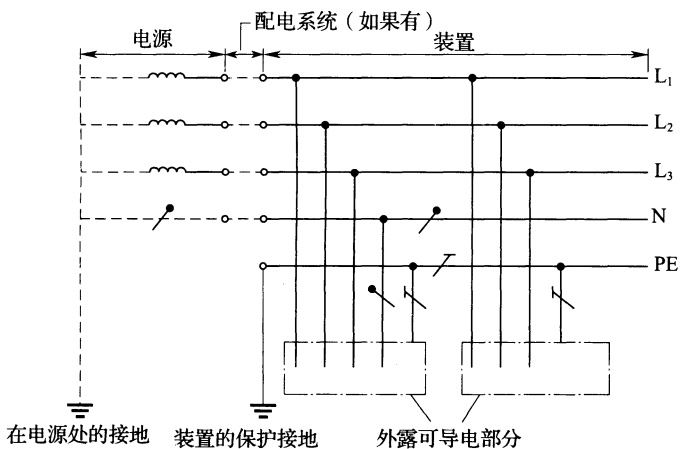 配电系统（如果有）
电源
装置
L₁
L₂
L₃
N
PE
在电源处的接地
装置的保护接地
外露可导电部分